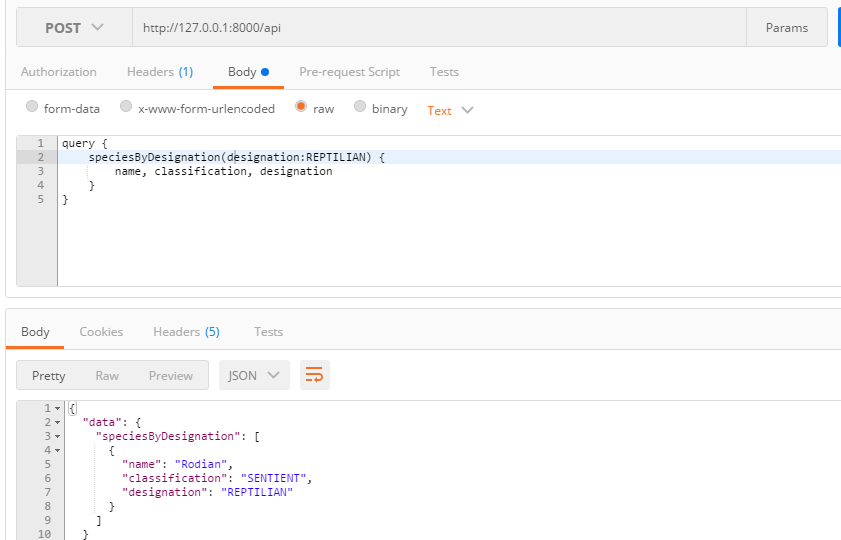 POST http://127.0.0.1:8000/api Params
Authorization Headers (1) Body Pre-request Script Tests
form-data x-www-form-urlencoded raw binary Text
1 query {
2 speciesByDesignation(designation:REPTILIAN) {
3 name, classification, designation
4 }
5 }
Body Cookies Headers (5) Tests
Pretty Raw Preview JSON
1 {
2 "data": {
3 "speciesByDesignation": [
4 {
5 "name": "Rodian",
6 "classification": "SENTIENT",
7 "designation": "REPTILIAN"
8 }
9 ]
10 }